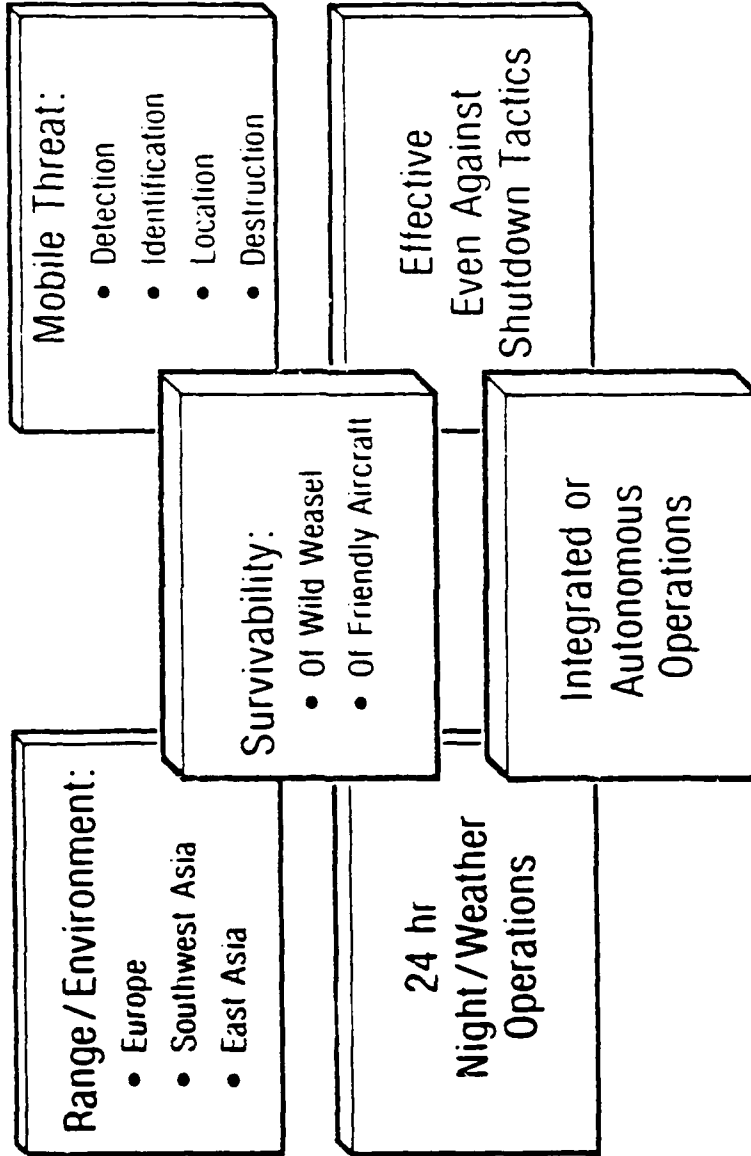 Range/Environment:
• Europe
• Southwest Asia
• East Asia
Survivability:
• Of Wild Weasel
• Of Friendly Aircraft
Mobile Threat:
• Detection
• Identification
• Location
• Destruction
24 hr
Night/Weather
Operations
Integrated or
Autonomous
Operations
Effective
Even Against
Shutdown Tactics